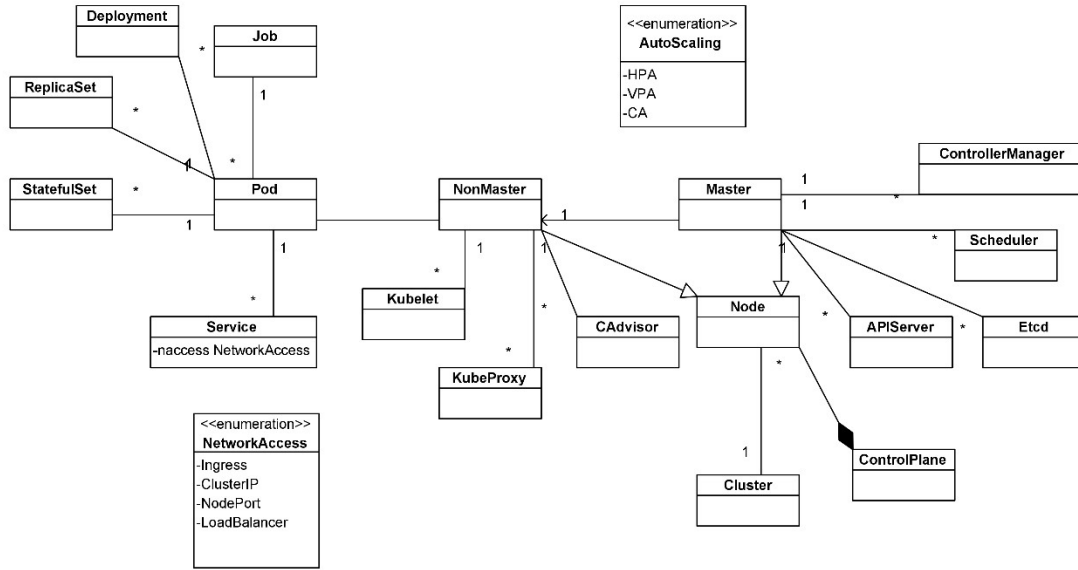 Deployment
*
Job
1
ReplicaSet
*
1
1
*
StatefulSet
*
1
Pod
1
*
Service
-naccess NetworkAccess
<<enumeration>>
NetworkAccess
-Ingress
-ClusterIP
-NodePort
-LoadBalancer
<<enumeration>>
AutoScaling
-HPA
-VPA
-CA
NonMaster
1
Master
1
*
1
*
ControllerManager
Scheduler
1
*
Kubelet
1
*
KubeProxy
CAdvisor
1
Node
*
APIServer
*
Etcd
*
1
Cluster
ControlPlane